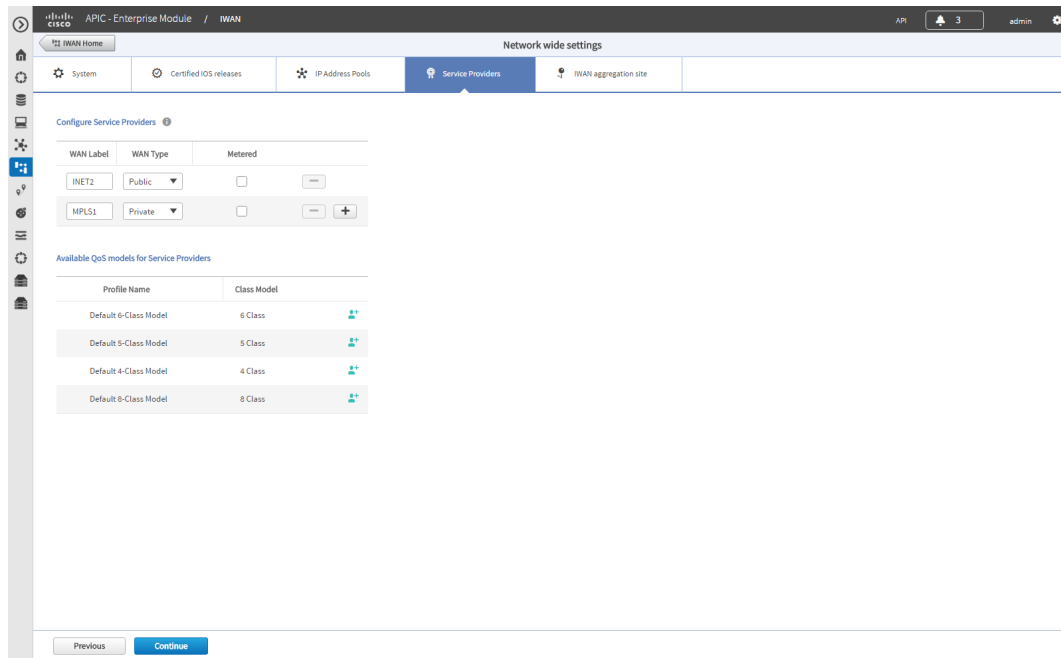 cisco APIC - Enterprise Module / IWAN API 3 admin
IWAN Home Network wide settings
System Certified IOS releases IP Address Pools Service Providers IWAN aggregation site
Configure Service Providers
WAN Label WAN Type Metered
INET2 Public
MPLS1 Private
Available QoS models for Service Providers
Profile Name Class Model
Default 6-Class Model 6 Class
Default 5-Class Model 5 Class
Default 4-Class Model 4 Class
Default 8-Class Model 8 Class
Previous Continue